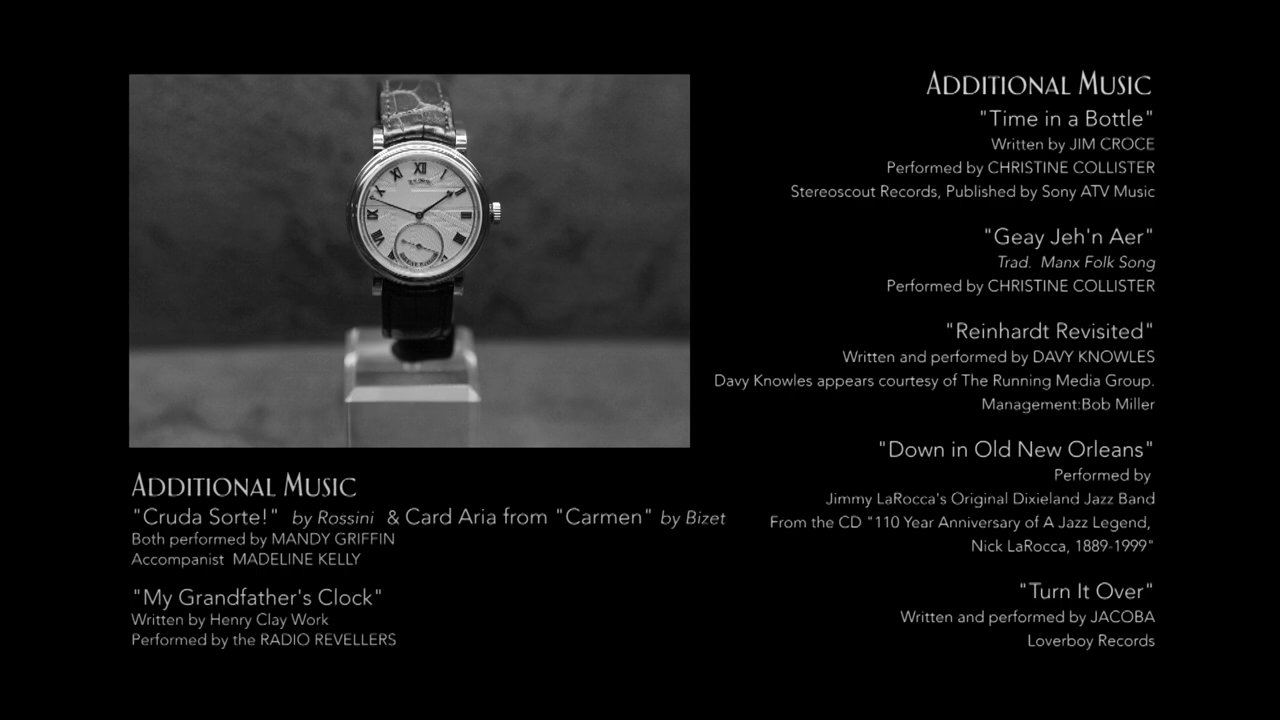 Additional Music
"Cruda Sorte!" by Rossini & Card Aria from "Carmen" by Bizet
Both performed by MANDY GRIFFIN
Accompanist MADELINE KELLY
"My Grandfather's Clock"
Written by Henry Clay Work
Performed by the RADIO REVELLERS
Additional Music
"Time in a Bottle"
Written by JIM CROCE
Performed by CHRISTINE COLLISTER
Stereoscout Records, Published by Sony ATV Music
"Geay Jeh'n Aer"
Trad. Manx Folk Song
Performed by CHRISTINE COLLISTER
"Reinhardt Revisited"
Written and performed by DAVY KNOWLES
Davy Knowles appears courtesy of The Running Media Group.
Management:Bob Miller
"Down in Old New Orleans"
Performed by
Jimmy LaRocca's Original Dixieland Jazz Band
From the CD "110 Year Anniversary of A Jazz Legend,
Nick LaRocca, 1889-1999"
"Turn It Over"
Written and performed by JACOBA
Loverboy Records